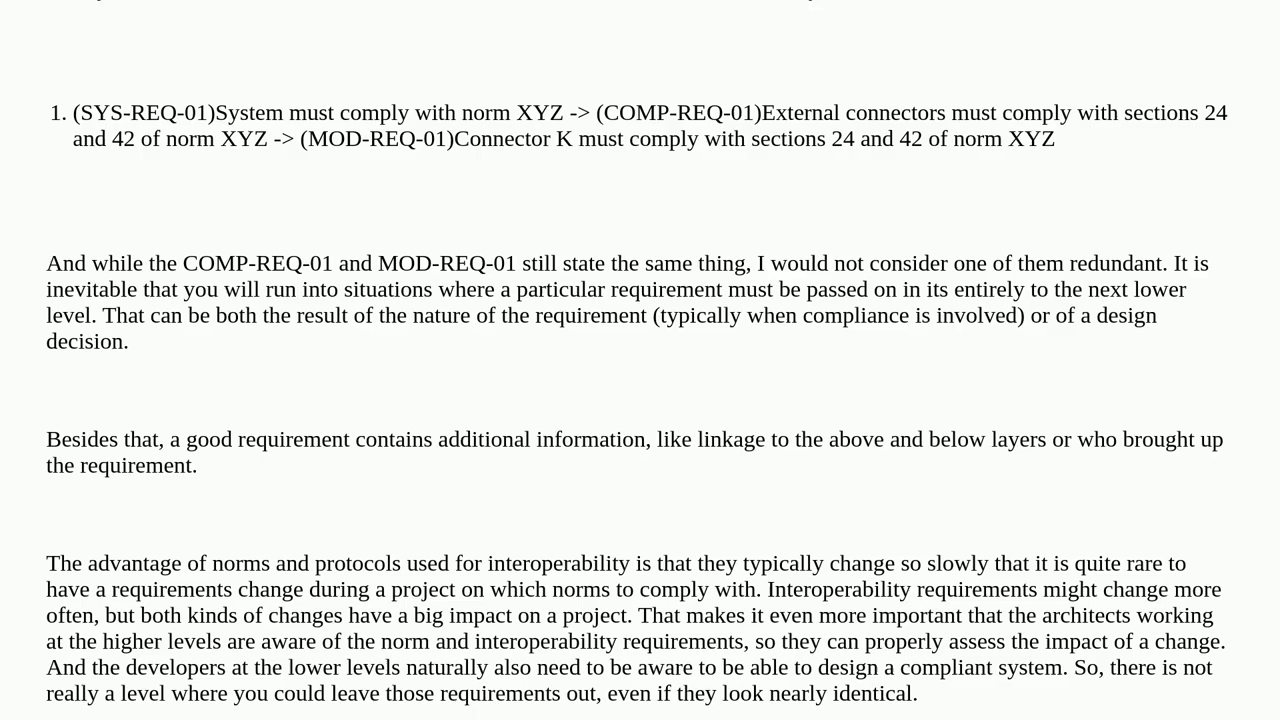 1. (SYS-REQ-01)System must comply with norm XYZ -> (COMP-REQ-01)External connectors must comply with sections 24
and 42 of norm XYZ -> (MOD-REQ-01)Connector K must comply with sections 24 and 42 of norm XYZ
And while the COMP-REQ-01 and MOD-REQ-01 still state the same thing, I would not consider one of them redundant. It is
inevitable that you will run into situations where a particular requirement must be passed on in its entirely to the next lower
level. That can be both the result of the nature of the requirement (typically when compliance is involved) or of a design
decision.
Besides that, a good requirement contains additional information, like linkage to the above and below layers or who brought up
the requirement.
The advantage of norms and protocols used for interoperability is that they typically change so slowly that it is quite rare to
have a requirements change during a project on which norms to comply with. Interoperability requirements might change more
often, but both kinds of changes have a big impact on a project. That makes it even more important that the architects working
at the higher levels are aware of the norm and interoperability requirements, so they can properly assess the impact of a change.
And the developers at the lower levels naturally also need to be aware to be able to design a compliant system. So, there is not
really a level where you could leave those requirements out, even if they look nearly identical.